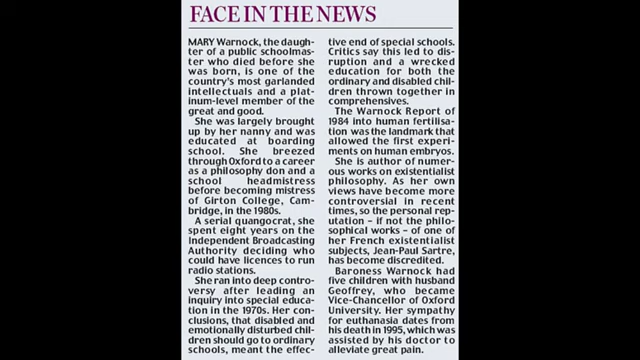 FACE IN THE NEWS
MARY Warnock, the daugh-
ter of a public schoolmas-
ter who died before she
was born, is one of the
country's most garlanded
intellectuals and a plat-
inum-level member of the
great and good.
She was largely brought
up by her nanny and was
educated at boarding
school. She breezed
through Oxford to a career
as a philosophy don and a
school headmistress
before becoming mistress
of Girton College, Cam-
bridge, in the 1980s.
A serial quangocrat, she
spent eight years on the
Independent Broadcasting
Authority deciding who
could have licences to run
radio stations.
She ran into deep contro-
versy after leading an
inquiry into special educa-
tion in the 1970s. Her con-
clusions, that disabled and
emotionally disturbed chil-
dren should go to ordinary
schools, meant the effec-
tive end of special schools.
Critics say this led to dis-
ruption and a wrecked
education for both the
ordinary and disabled chil-
dren thrown together in
comprehensives.
The Warnock Report of
1984 into human fertilisa-
tion was the landmark that
allowed the first experi-
ments on human embryos.
She is author of numer-
ous works on existentialist
philosophy. As her own
views have become more
controversial in recent
times, so the personal rep-
utation – if not the philo-
sophical works – of one of
her French existentialist
subjects, Jean-Paul Sartre,
has become discredited.
Baroness Warnock had
five children with husband
Geoffrey, who became
Vice-Chancellor of Oxford
University. Her sympathy
for euthanasia dates from
his death in 1995, which was
assisted by his doctor to
alleviate great pain.